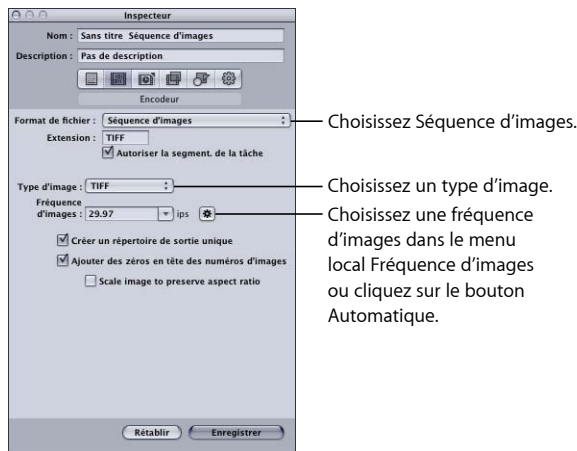 Inspecteur
Nom : Sans titre Séquence d'images
Description : Pas de description
Encodeur
Format de fichier : Séquence d'images
Extension : TIFF
Autoriser la segment. de la tâche
Type d'image : TIFF
Fréquence
d'images : 29.97 ips
Créer un répertoire de sortie unique
Ajouter des zéros en tête des numéros d'images
Scale image to preserve aspect ratio
Rétablir Enregistrer
Choisissez Séquence d'images.
Choisissez un type d'image.
Choisissez une fréquence
d'images dans le menu
local Fréquence d'images
ou cliquez sur le bouton
Automatique.